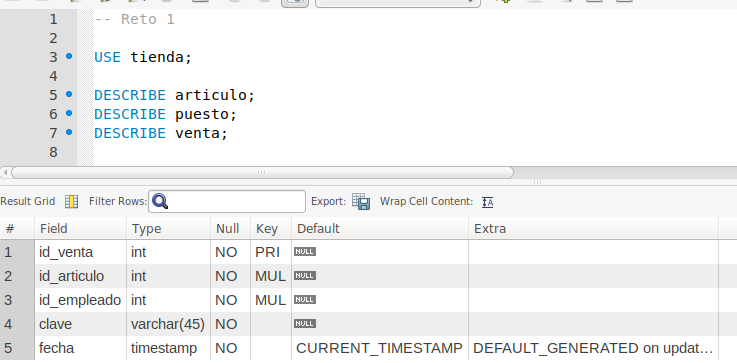 1 -- Reto 1
2
3 USE tienda;
4
5 DESCRIBE articulo;
6 DESCRIBE puesto;
7 DESCRIBE venta;
8
Result Grid Filter Rows: Export: Wrap Cell Content: IA
# Field Type Null Key Default Extra
1 id_venta int NO PRI NULL
2 id_articulo int NO MUL NULL
3 id_empleado int NO MUL NULL
4 clave varchar(45) NO NULL
5 fecha timestamp NO CURRENT_TIMESTAMP DEFAULT_GENERATED on updat...